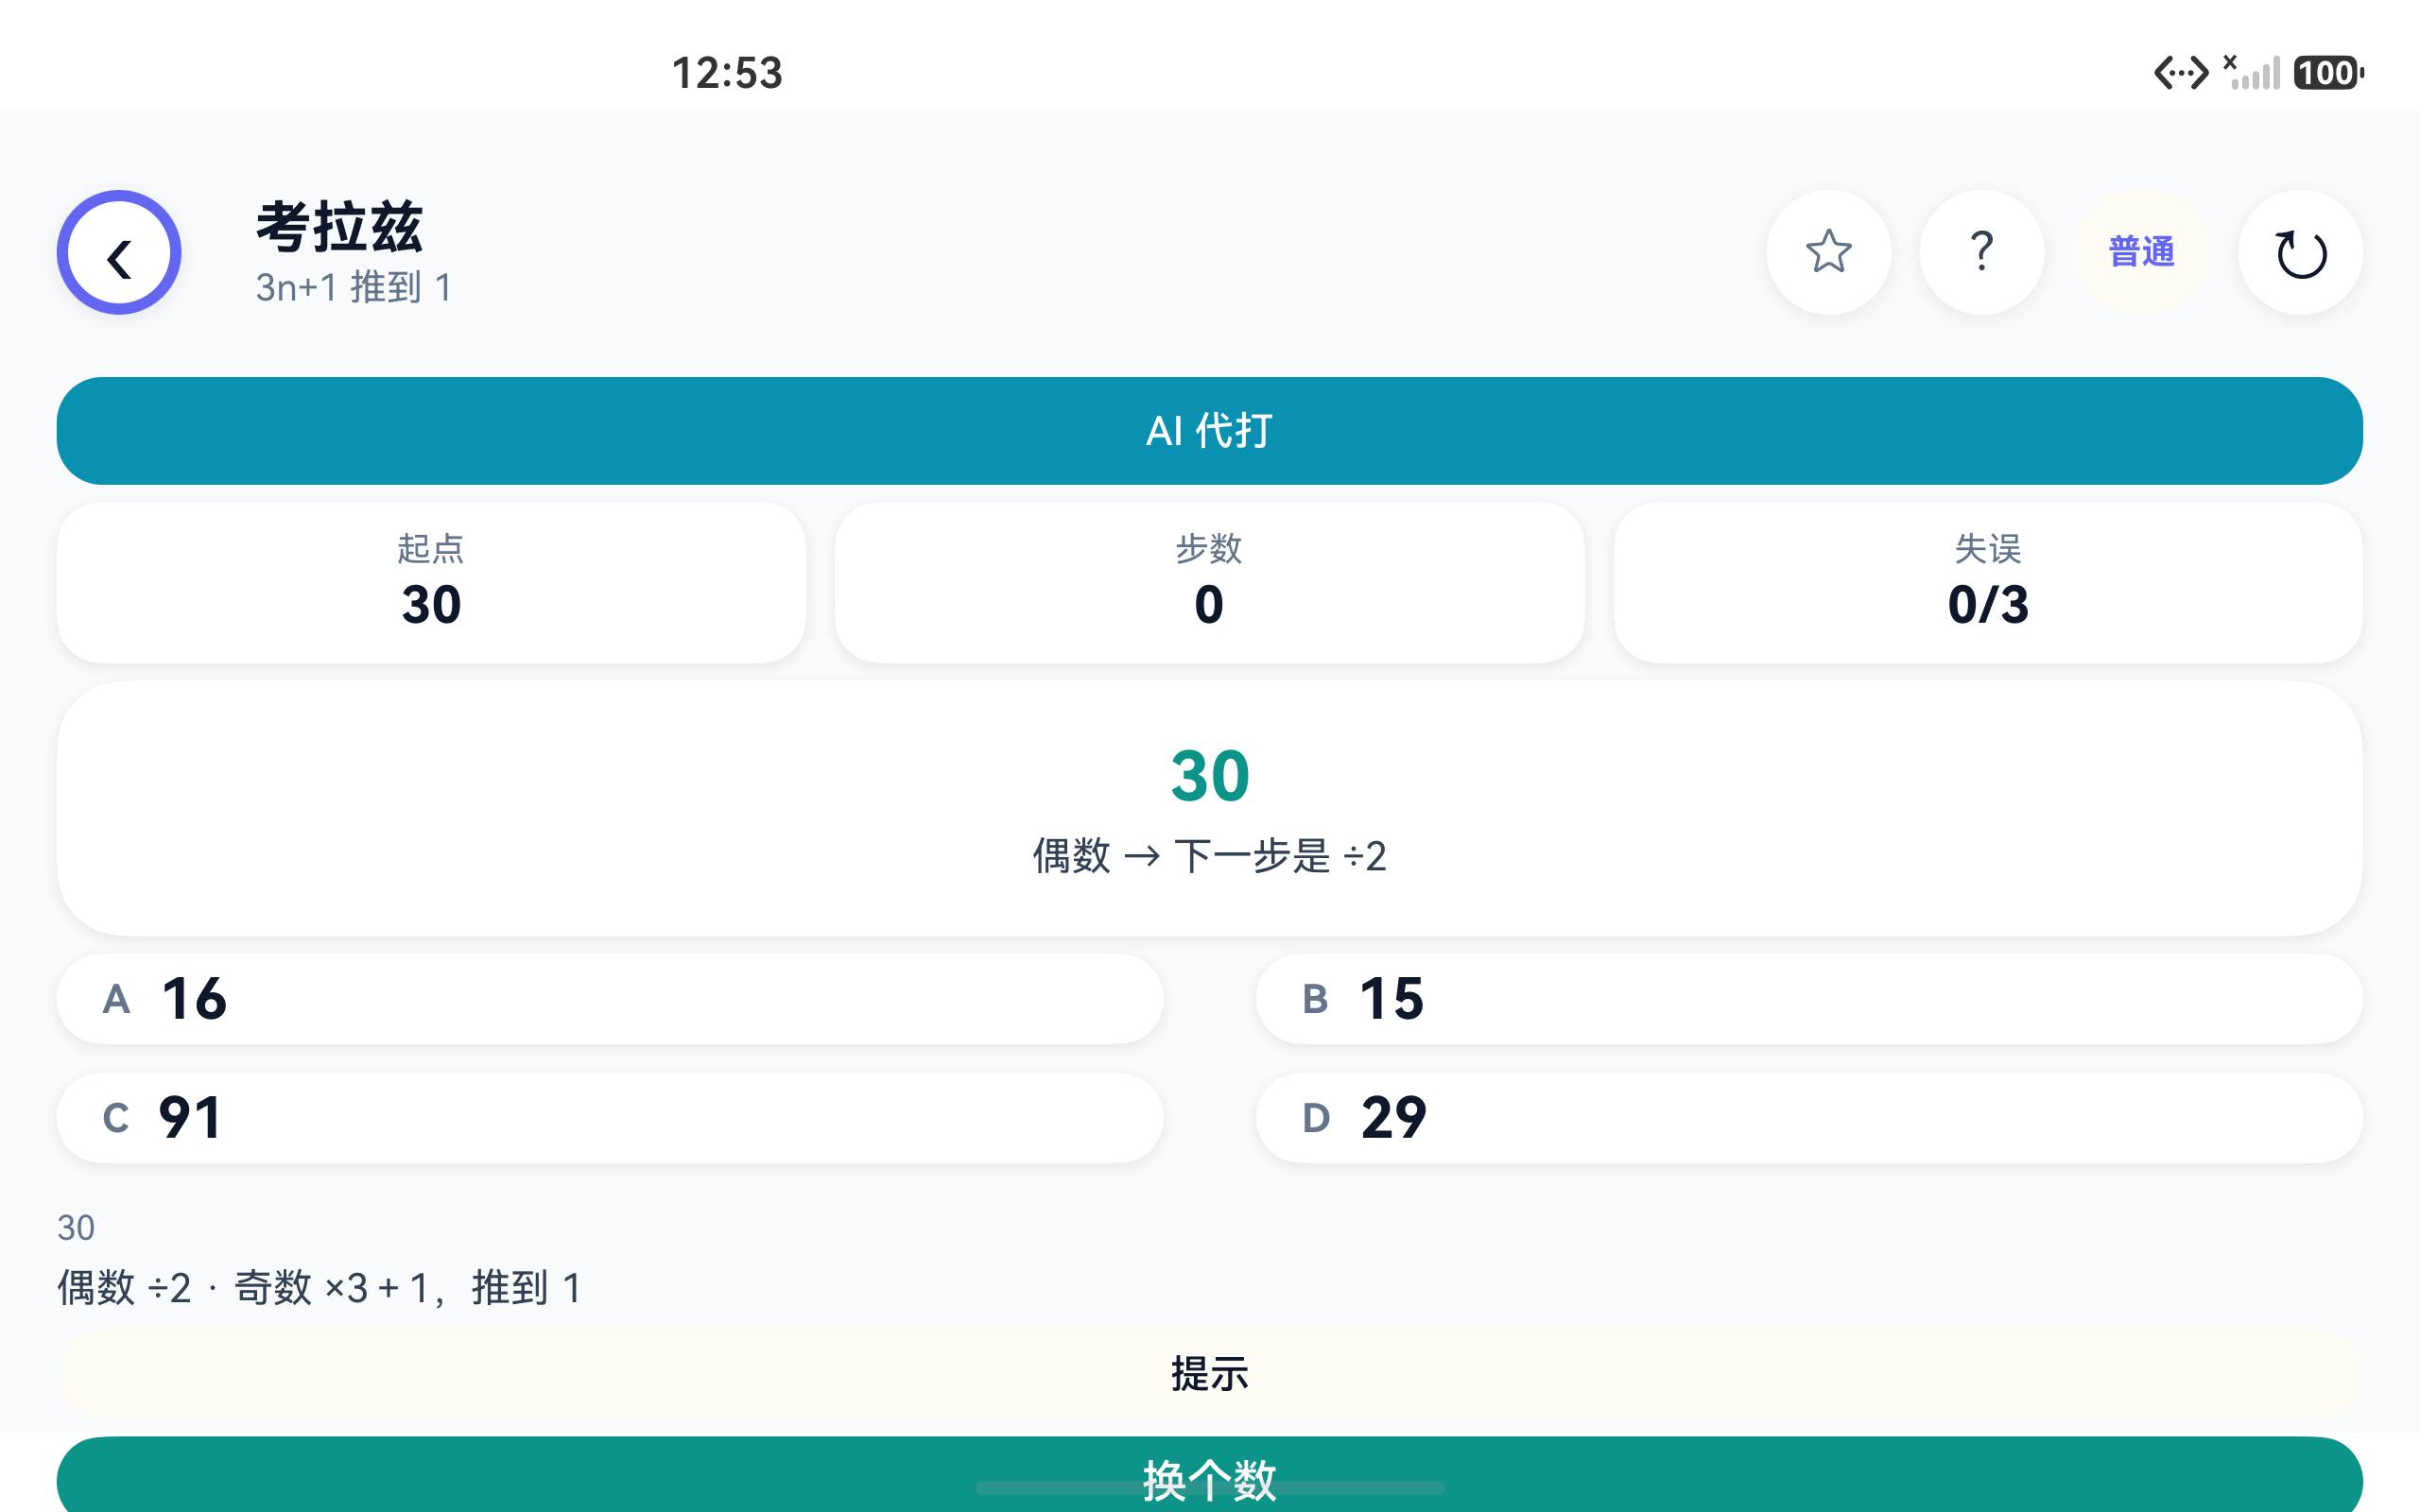 12:53
100
考拉兹
3n+1 推到 1
?
普通
AI 代打
起点
30
步数
0
失误
0/3
30
偶数 → 下一步是 ÷2
A 16
B 15
C 91
D 29
30
偶数 ÷2 · 奇数 ×3 + 1，推到 1
提示
换个数